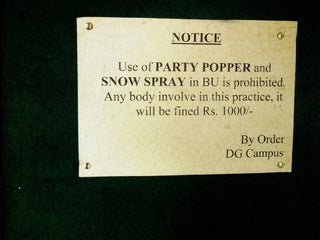 NOTICE
Use of PARTY POPPER and
SNOW SPRAY in BU is prohibited.
Any body involve in this practice, it
will be fined Rs. 1000/-
By Order
DG Campus